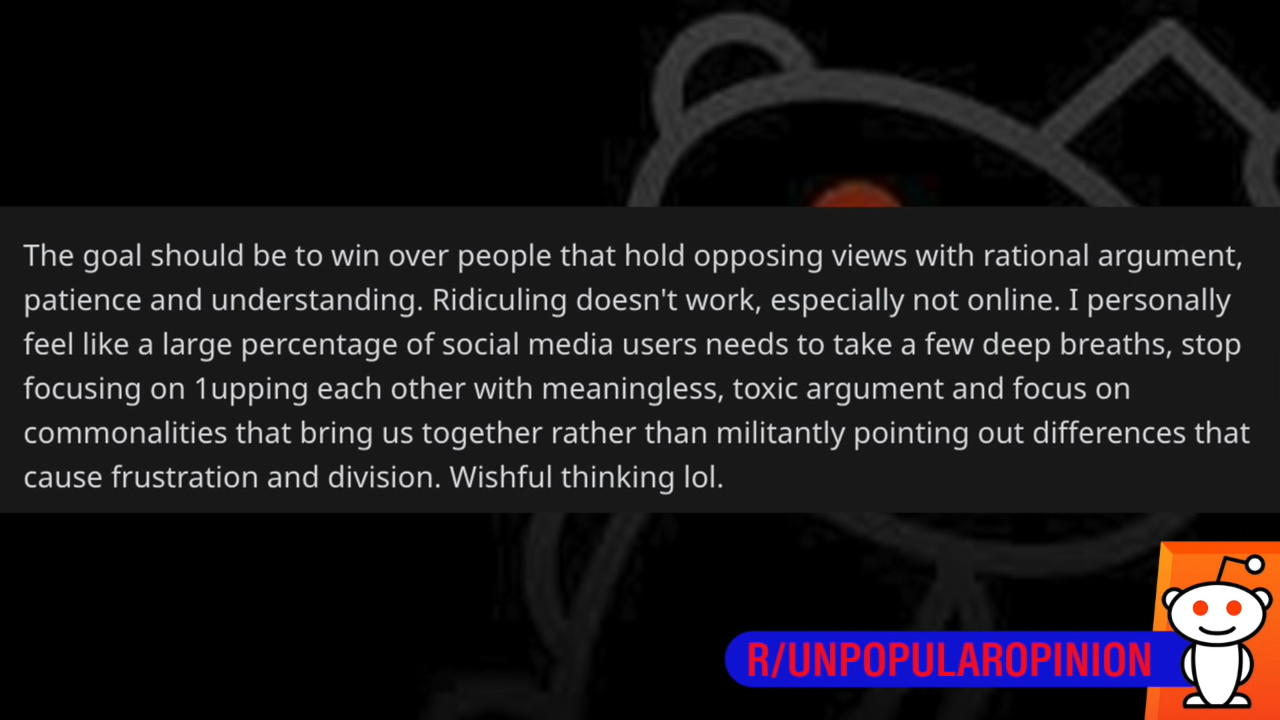 The goal should be to win over people that hold opposing views with rational argument,
patience and understanding. Ridiculing doesn't work, especially not online. I personally
feel like a large percentage of social media users needs to take a few deep breaths, stop
focusing on 1upping each other with meaningless, toxic argument and focus on
commonalities that bring us together rather than militantly pointing out differences that
cause frustration and division. Wishful thinking lol.
R/UNPOPULAROPINION